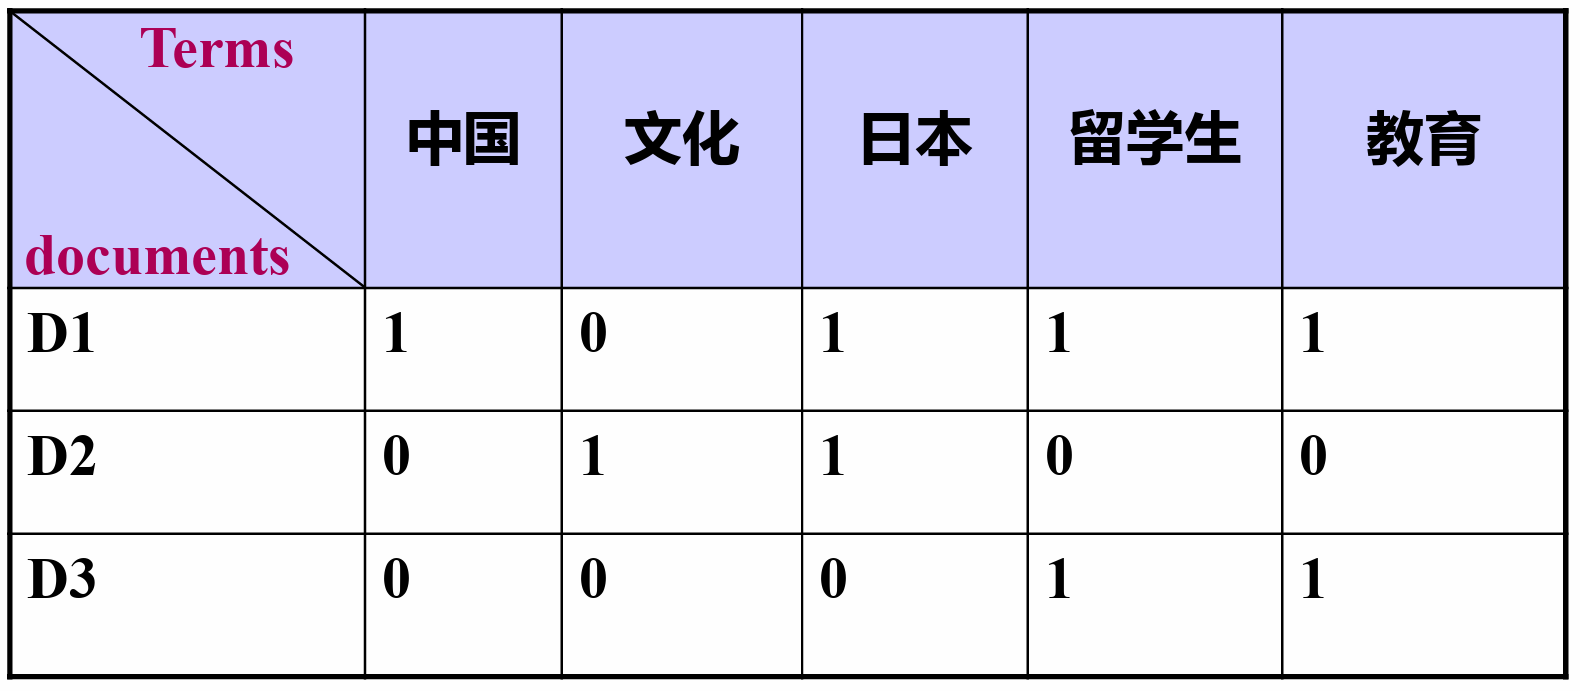 Terms
documents
中国 文化 日本 留学生 教育
D1 1 0 1 1 1
D2 0 1 1 0 0
D3 0 0 0 1 1